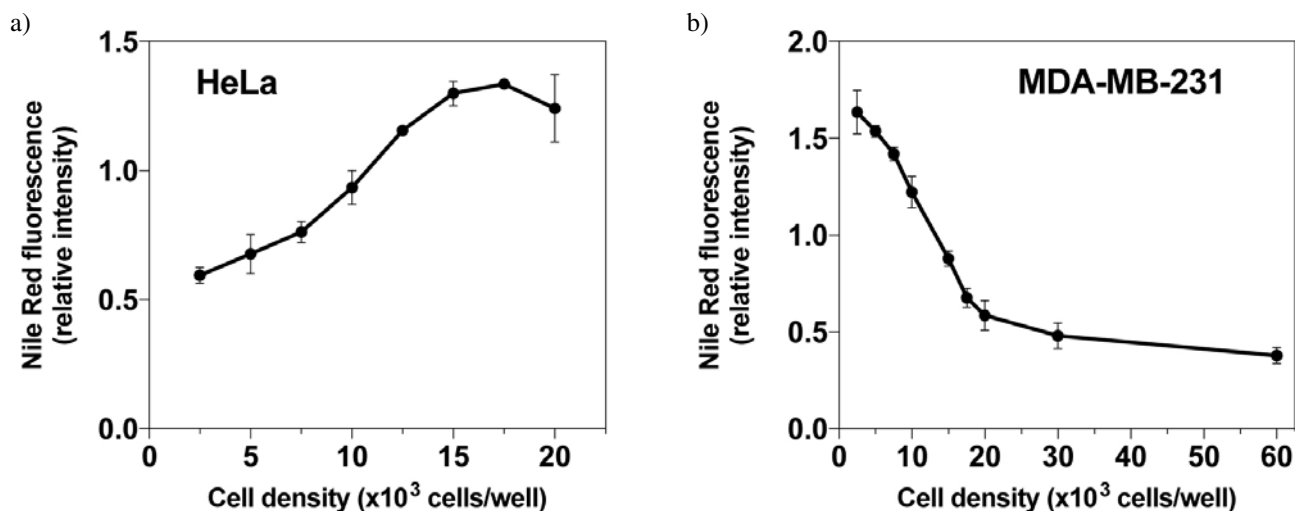 a)
HeLa
Nile Red fluorescence
(relative intensity)
1.5
1.0
0.5
0.0
0 5 10 15 20
Cell density (x10³ cells/well)
b)
MDA-MB-231
Nile Red fluorescence
(relative intensity)
2.0
1.5
1.0
0.5
0.0
0 10 20 30 40 50 60
Cell density (x10³ cells/well)